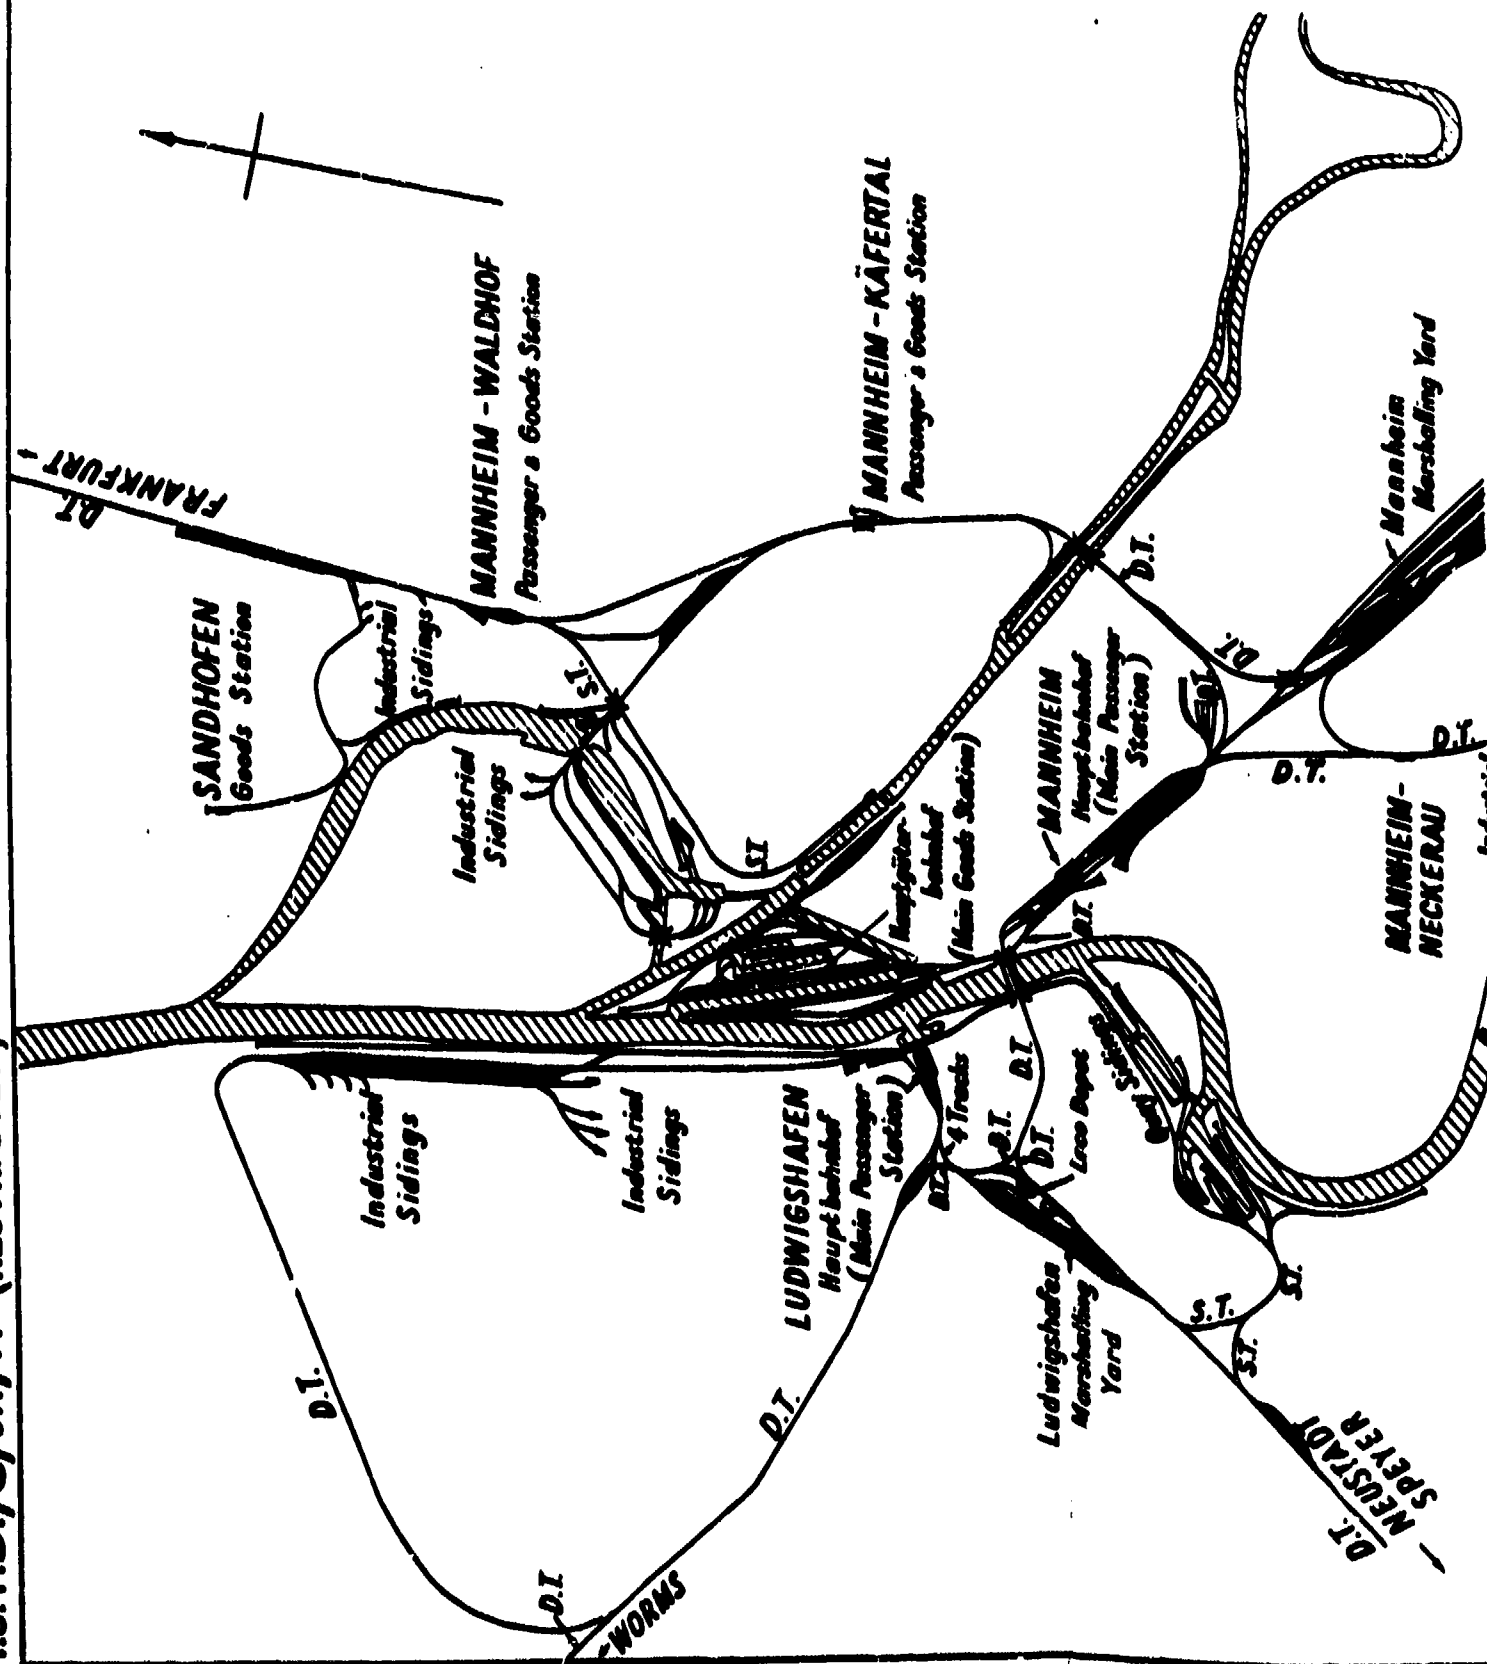 D.T.
FRANKFURT
SANDHOFEN
Goods Station
Industrial
Sidings
MANNHEIM-WALDHOF
Passenger & Goods Station
S.T.
Industrial
Sidings
MANNHEIM-KÄFERTAL
Passenger & Goods Station
D.T.
D.T.
Mannheim
Marshalling Yard
S.T.
Hauptgüter-
bahnhof
(Main Goods Station)
MANNHEIM
Hauptbahnhof
(Main Passenger
Station)
D.T.
D.T.
D.T.
MANNHEIM-
NECKERAU
Industrial
Sidings
Industrial
Sidings
LUDWIGSHAFEN
Hauptbahnhof
(Main Passenger
Station)
4 Tracks
D.T.
D.T.
D.T.
D.T.
Loco Depot
Quay Sidings
Ludwigshafen
Marshalling
Yard
S.T.
S.T.
S.T.
D.T.
D.T.
D.T.
WORMS
D.T.
NEUSTADT
SPEYER